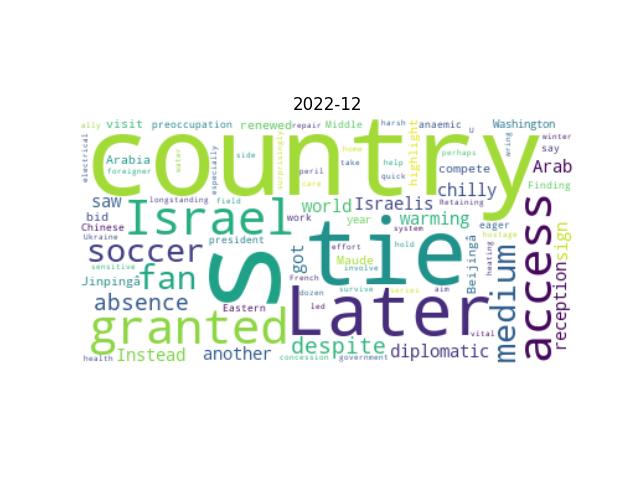 2022-12
ally visit preoccupation renewed repair Middle harsh anaemic u Washington
electrical country highlight wring winter
Arabia foreigner water especially side surprisingly peril care home take help quick perhaps compete say Arab Finding
saw longstanding field world Israelis chilly
bid Israel work year warming Retaining eager sign
Chinese Ukraine president s tie system hostage
soccer got effort Maude hold Beijingâ medium access reception
sensitive fan French involve heating
Jinpingâ dozen survive series aim
absence Eastern led Later
granted despite vital
health Instead another concession government diplomatic